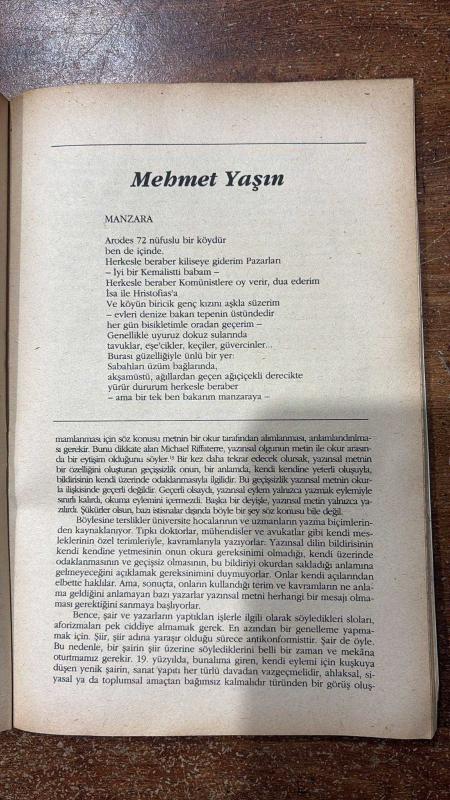 Mehmet Yaşın
MANZARA
Arodes 72 nüfuslu bir köydür
ben de içinde.
Herkesle beraber kiliseye giderim Pazarları
– İyi bir Kemalistti babam –
Herkesle beraber Komünistlere oy verir, dua ederim
İsa ile Hristofias'a
Ve köyün biricik genç kızını aşkla süzerim
– evleri denize bakan tepenin üstündedir
her gün bisikletimle oradan geçerim –
Genellikle uyuruz dokuz sularında
tavuklar, eşe'cikler, keçiler, güvercinler...
Burası güzelliğiyle ünlü bir yer:
Sabahları üzüm bağlarında,
akşamüstü, ağıllardan geçen ağıçiçekli derecikte
yürür dururum herkesle beraber
– ama bir tek ben bakarım manzaraya –
mamlanması için söz konusu metnin bir okur tarafından alımlanması, anlamlandırılma-
sı gerekir. Bunu dikkate alan Michael Riffaterre, yazınsal olgunun metin ile okur arasın-
da bir eytişim olduğunu söyler. Bir kez daha tekrar edecek olursak, yazınsal metnin
bir özelliğini oluşturan geçişsizlik onun, bir anlamda, kendi kendine yeterli oluşuyla,
bildirisinin kendi üzerinde odaklanmasıyla ilgilidir. Bu geçişsizlik yazınsal metnin okur-
la ilişkisinde geçerli değildir. Geçerli olsaydı, yazınsal eylem yalnızca yazmak eylemiyle
sınırlı kalırdı, okuma eylemini içermezdi. Başka bir deyişle, yazınsal metin yalnızca ya-
zılırdı. Şükürler olsun, bazı istisnalar dışında böyle bir şey söz konusu bile değil.
Böylesine terslikler üniversite hocalarının ve uzmanların yazma biçimlerin-
den kaynaklanıyor. Tıpkı doktorlar, mühendisler ve avukatlar gibi kendi mes-
leklerinin özel terimleriyle, kavramlarıyla yazıyorlar. Yazınsal dilin bildirisinin
kendi kendine yetmesinin onun okura gereksinimi olmadığı, kendi üzerinde
odaklanmasının ve geçişsiz olmasının, bu bildiriyi okurdan sakladığı anlamına
gelmeyeceğini açıklamak gereksinimini duymuyorlar. Onlar kendi açılarından
elbette haklılar. Ama, sonuçta, onların kullandığı terim ve kavramların ne anla-
ma geldiğini anlamayan bazı yazarlar yazınsal metni herhangi bir mesajı olma-
ması gerektiğini sanmaya başlıyorlar.
Bence, şair ve yazarların yaptıkları işlerle ilgili olarak söyledikleri sloları,
aforizmaları pek ciddiye almamak gerek. En azından bir genelleme yapma-
mak için. Şiir, şiir adına yaraşır olduğu sürece antikonformisttir. Şair de öyle.
Bu nedenle, bir şairin şiir üzerine söylediklerini belli bir zaman ve mekâna
oturtmamız gerekir. 19. yüzyılda, bunalıma giren, kendi eylemi için kuşkuya
düşen yenik şairin, sanat yapıtı her türlü davadan vazgeçmelidir, ahlaksal, si-
yasal ya da toplumsal amaçtan bağımsız kalmalıdır türünden bir görüş oluş-